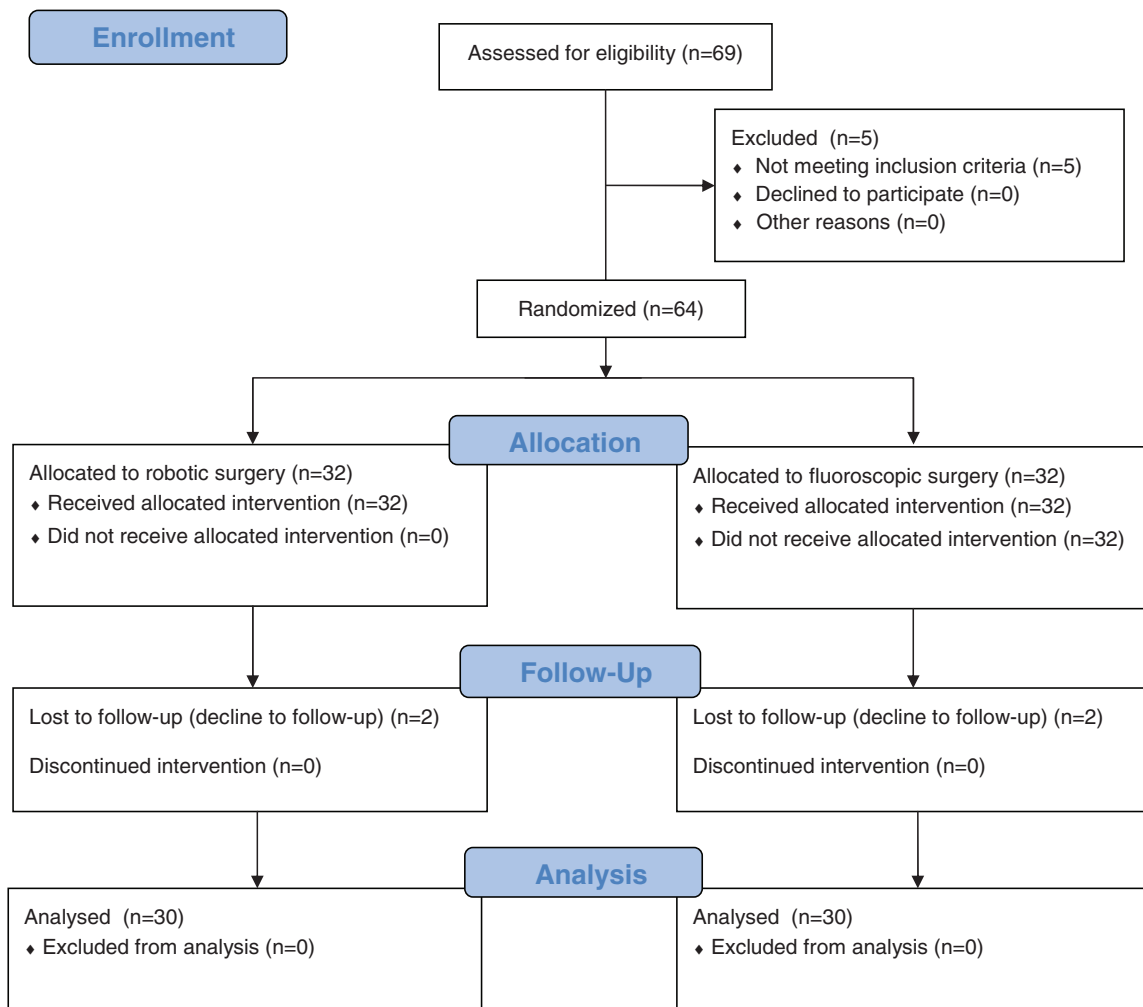 Enrollment
Assessed for eligibility (n=69)
Excluded (n=5)
♦ Not meeting inclusion criteria (n=5)
♦ Declined to participate (n=0)
♦ Other reasons (n=0)
Randomized (n=64)
Allocation
Allocated to robotic surgery (n=32)
♦ Received allocated intervention (n=32)
♦ Did not receive allocated intervention (n=0)
Allocated to fluoroscopic surgery (n=32)
♦ Received allocated intervention (n=32)
♦ Did not receive allocated intervention (n=32)
Follow-Up
Lost to follow-up (decline to follow-up) (n=2)
Discontinued intervention (n=0)
Lost to follow-up (decline to follow-up) (n=2)
Discontinued intervention (n=0)
Analysis
Analysed (n=30)
♦ Excluded from analysis (n=0)
Analysed (n=30)
♦ Excluded from analysis (n=0)